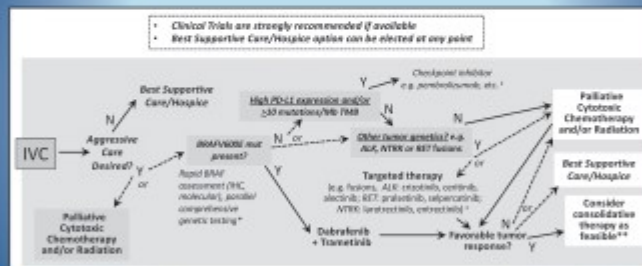 • Clinical Trials are strongly recommended if available
• Best Supportive Care/Hospice option can be elected at any point
IVC
Aggressive
Care
Desired?
N
Best Supportive
Care/Hospice
Y
or
Palliative
Cytotoxic
Chemotherapy
and/or Radiation
BRAFV600E mut
present?
Rapid BRAF
assessment (IHC,
molecular), parallel
comprehensive
genetic testing*
N
or
Y
High PD-L1 expression and/or
≥10 mutations/Mb TMB
Y
Checkpoint inhibitor
e.g. pembrolizumab, etc.
N
Other tumor genetics? e.g.
ALK, NTRK or RET fusions
N
Y
or
Targeted therapy
(e.g. fusions, ALK: crizotinib, ceritinib,
alectinib; RET: pralsetinib, selpercatinib;
NTRK: larotrectinib, entrectinib)
Dabrafenib
+ Trametinib
Favorable tumor
response?
N
or
Y
Palliative
Cytotoxic
Chemotherapy
and/or Radiation
Best Supportive
Care/Hospice
Consider
consolidative
therapy as
feasible**